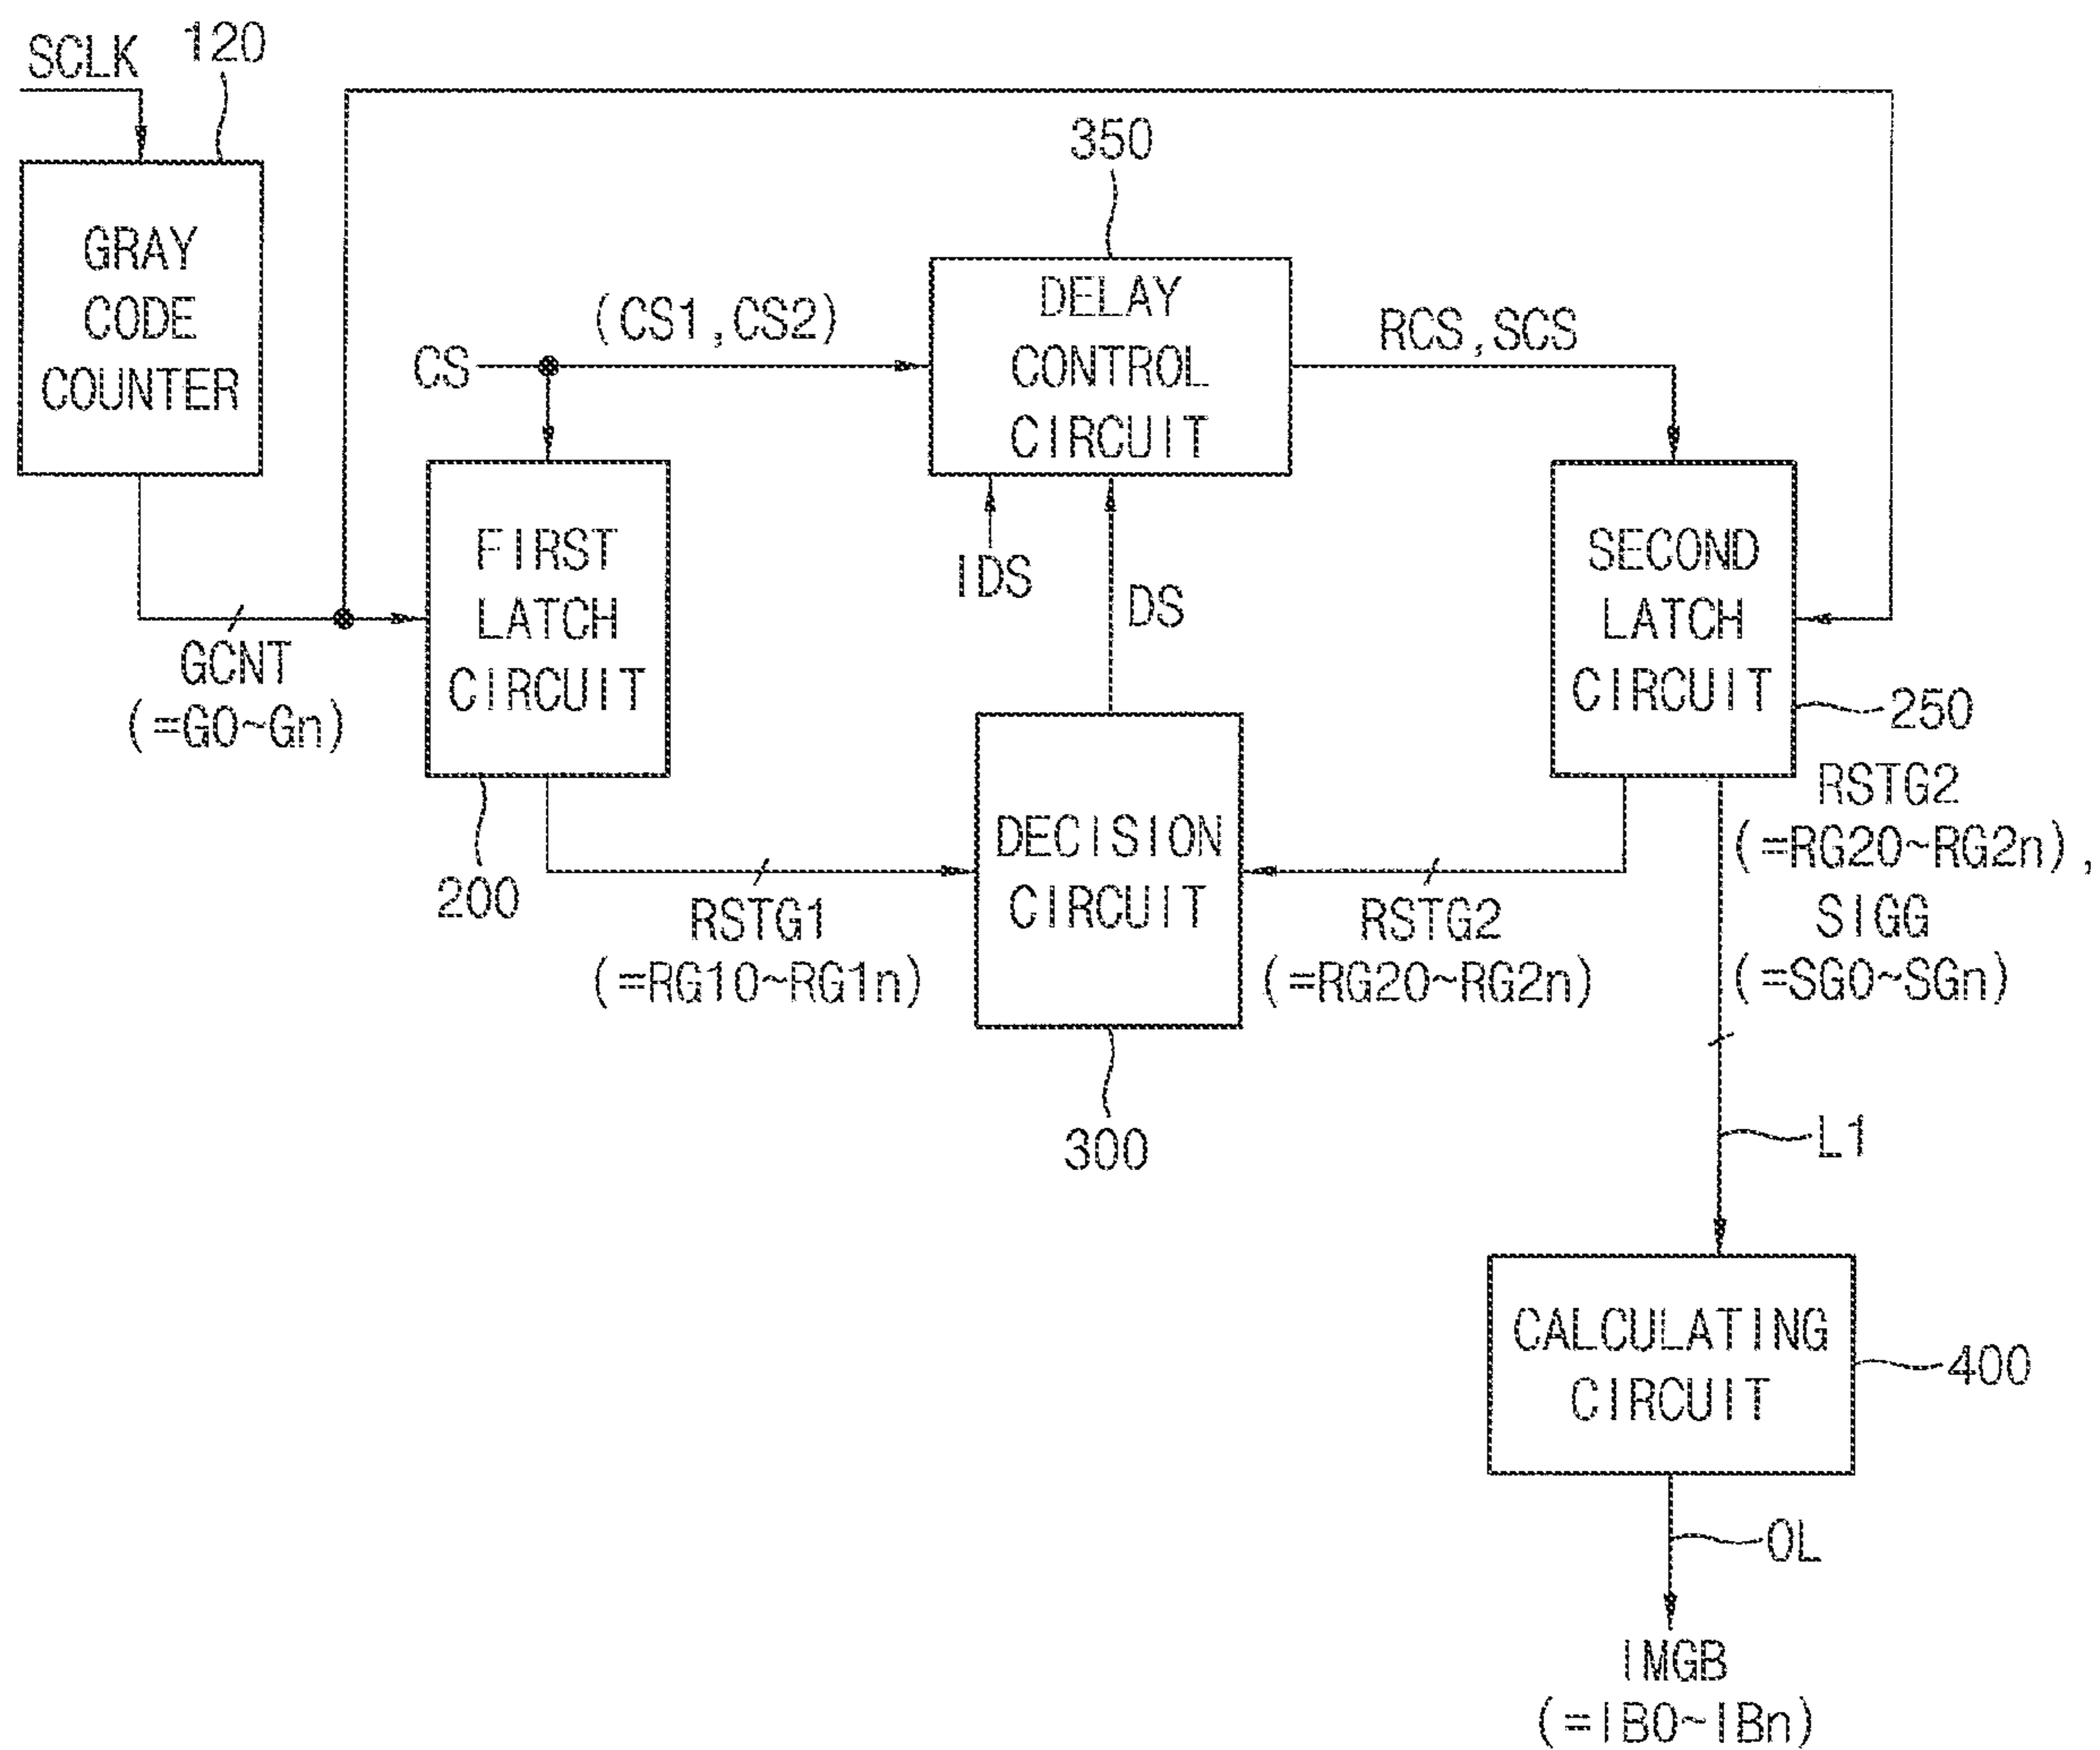 SCLK
120
350
GRAY
CODE
COUNTER
DELAY
CONTROL
CIRCUIT
(CS1,CS2)
RCS,SCS
CS
FIRST
LATCH
CIRCUIT
IDS
DS
SECOND
LATCH
CIRCUIT
GCNT
(=G0~Gn)
250
200
DECISION
CIRCUIT
RSTG2
(=RG20~RG2n),
SIGG
(=SG0~SGn)
RSTG1
(=RG10~RG1n)
RSTG2
(=RG20~RG2n)
300
L1
CALCULATING
CIRCUIT
400
OL
IMGB
(=IB0~IBn)